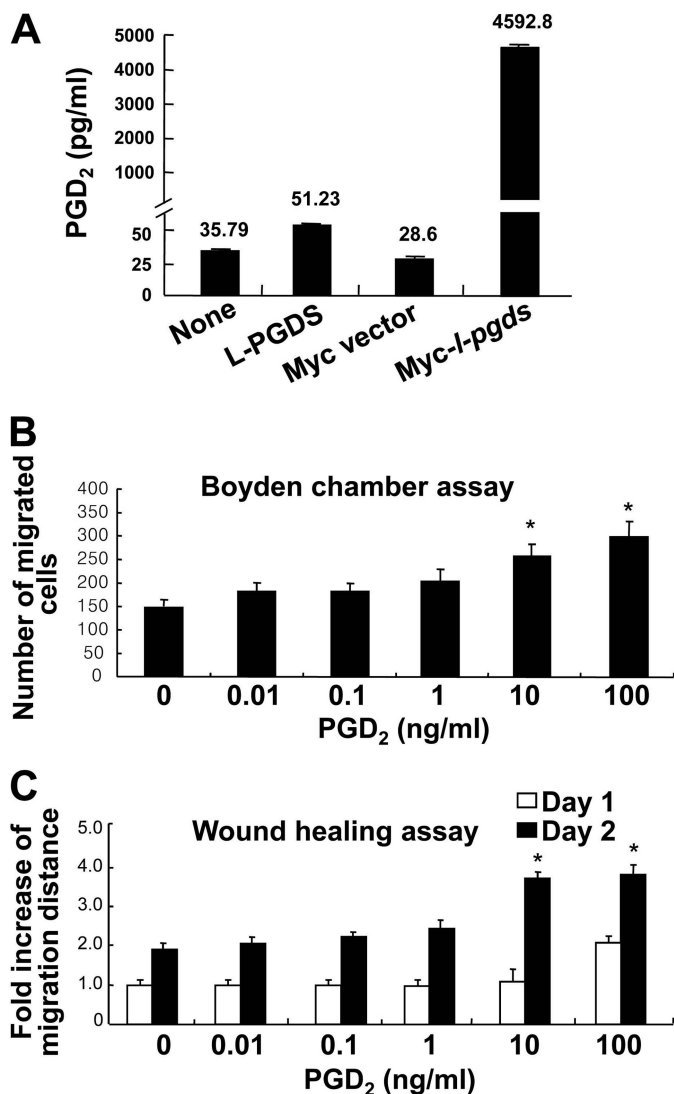 A
4592.8
5000
4000
3000
2000
1000
50
25
0
PGD₂ (pg/ml)
35.79
51.23
28.6
None
L-PGDS
Myc vector
Myc-l-pgds
B
Boyden chamber assay
Number of migrated
cells
400
350
300
250
200
150
100
50
0
*
*
0 0.01 0.1 1 10 100
PGD₂ (ng/ml)
C
Wound healing assay
Day 1
Day 2
Fold increase of
migration distance
5.0
4.0
3.0
2.0
1.0
0
*
*
0 0.01 0.1 1 10 100
PGD₂ (ng/ml)